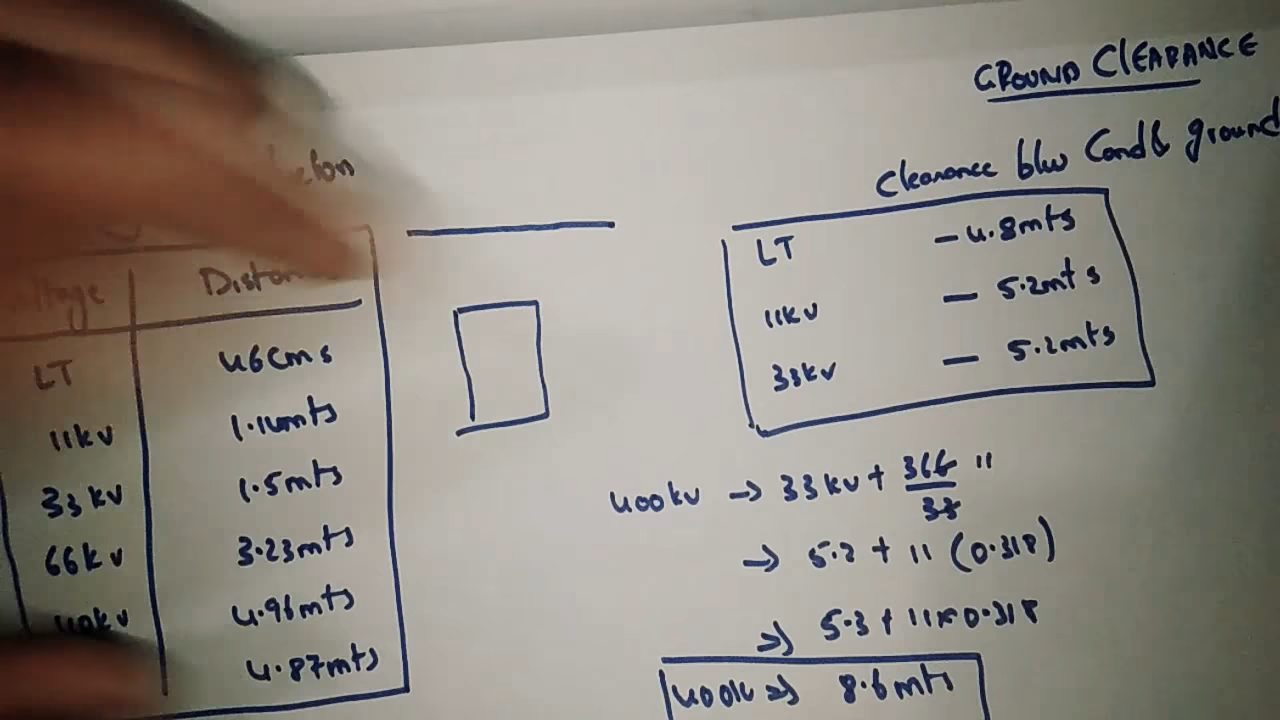 GROUND CLEARANCE
Clearance b/w Cond & ground
LT - 4.8mts
11kv - 5.2mts
33kv - 5.2mts
400kv → 33kv + 366/33 11
→ 5.2 + 11 (0.318)
⇒ 5.3 + 11x0.318
400kv ⇒ 8.6mts
Distan
LT 46cms
11kv 1.14mts
33kv 1.5mts
66kv 3.23mts
4.96mts
4.87mts